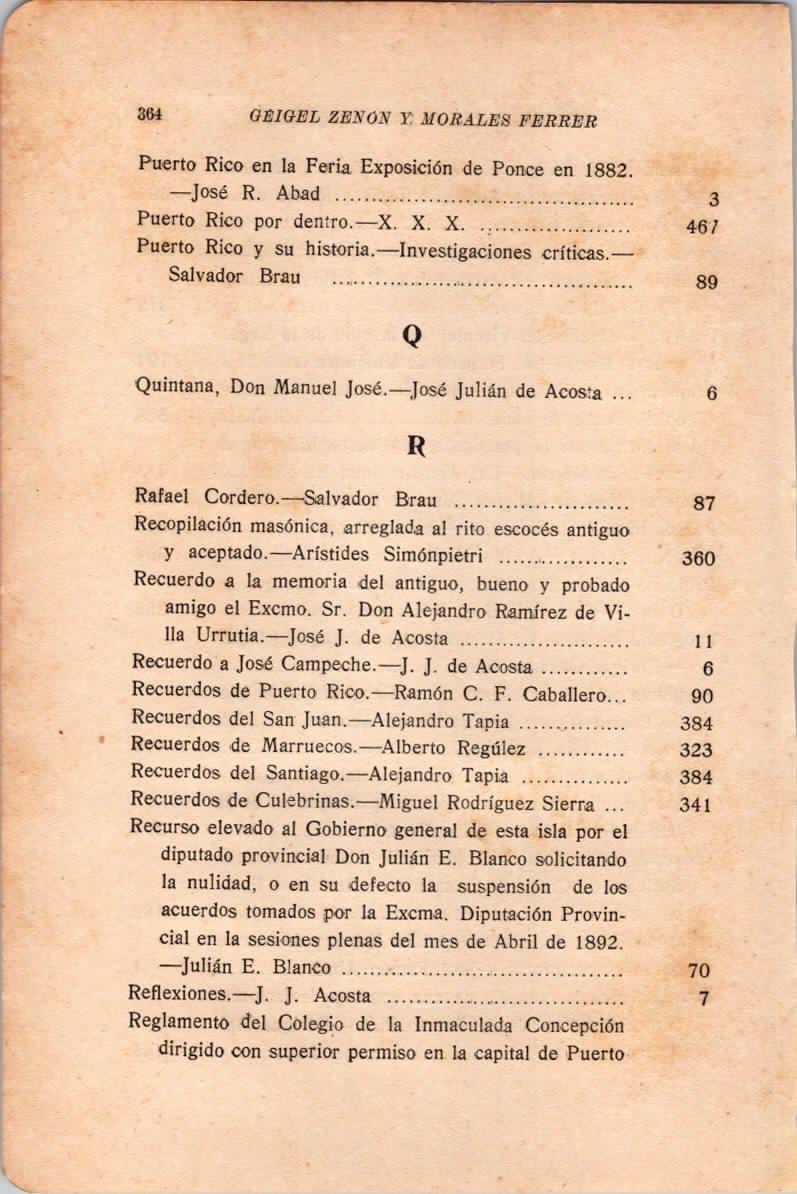 364 GÉIGEL ZENÓN Y MORALES FERRER
Puerto Rico en la Feria Exposición de Ponce en 1882.
—José R. Abad ........................................ 3
Puerto Rico por dentro.—X. X. X. .................... 467
Puerto Rico y su historia.—Investigaciones críticas.—
Salvador Brau ........................................ 89
Q
Quintana, Don Manuel José.—José Julián de Acosta ... 6
R
Rafael Cordero.—Salvador Brau ........................ 87
Recopilación masónica, arreglada al rito escocés antiguo
y aceptado.—Arístides Simónpietri ................. 360
Recuerdo a la memoria del antiguo, bueno y probado
amigo el Excmo. Sr. Don Alejandro Ramírez de Vi-
lla Urrutia.—José J. de Acosta ....................... 11
Recuerdo a José Campeche.—J. J. de Acosta ............ 6
Recuerdos de Puerto Rico.—Ramón C. F. Caballero... 90
Recuerdos del San Juan.—Alejandro Tapia ............... 384
Recuerdos de Marruecos.—Alberto Regúlez ............ 323
Recuerdos del Santiago.—Alejandro Tapia ............... 384
Recuerdos de Culebrinas.—Miguel Rodríguez Sierra ... 341
Recurso elevado al Gobierno general de esta isla por el
diputado provincial Don Julián E. Blanco solicitando
la nulidad, o en su defecto la suspensión de los
acuerdos tomados por la Excma. Diputación Provin-
cial en la sesiones plenas del mes de Abril de 1892.
—Julián E. Blanco ...................................... 70
Reflexiones.—J. J. Acosta ................................ 7
Reglamento del Colegio de la Inmaculada Concepción
dirigido con superior permiso en la capital de Puerto